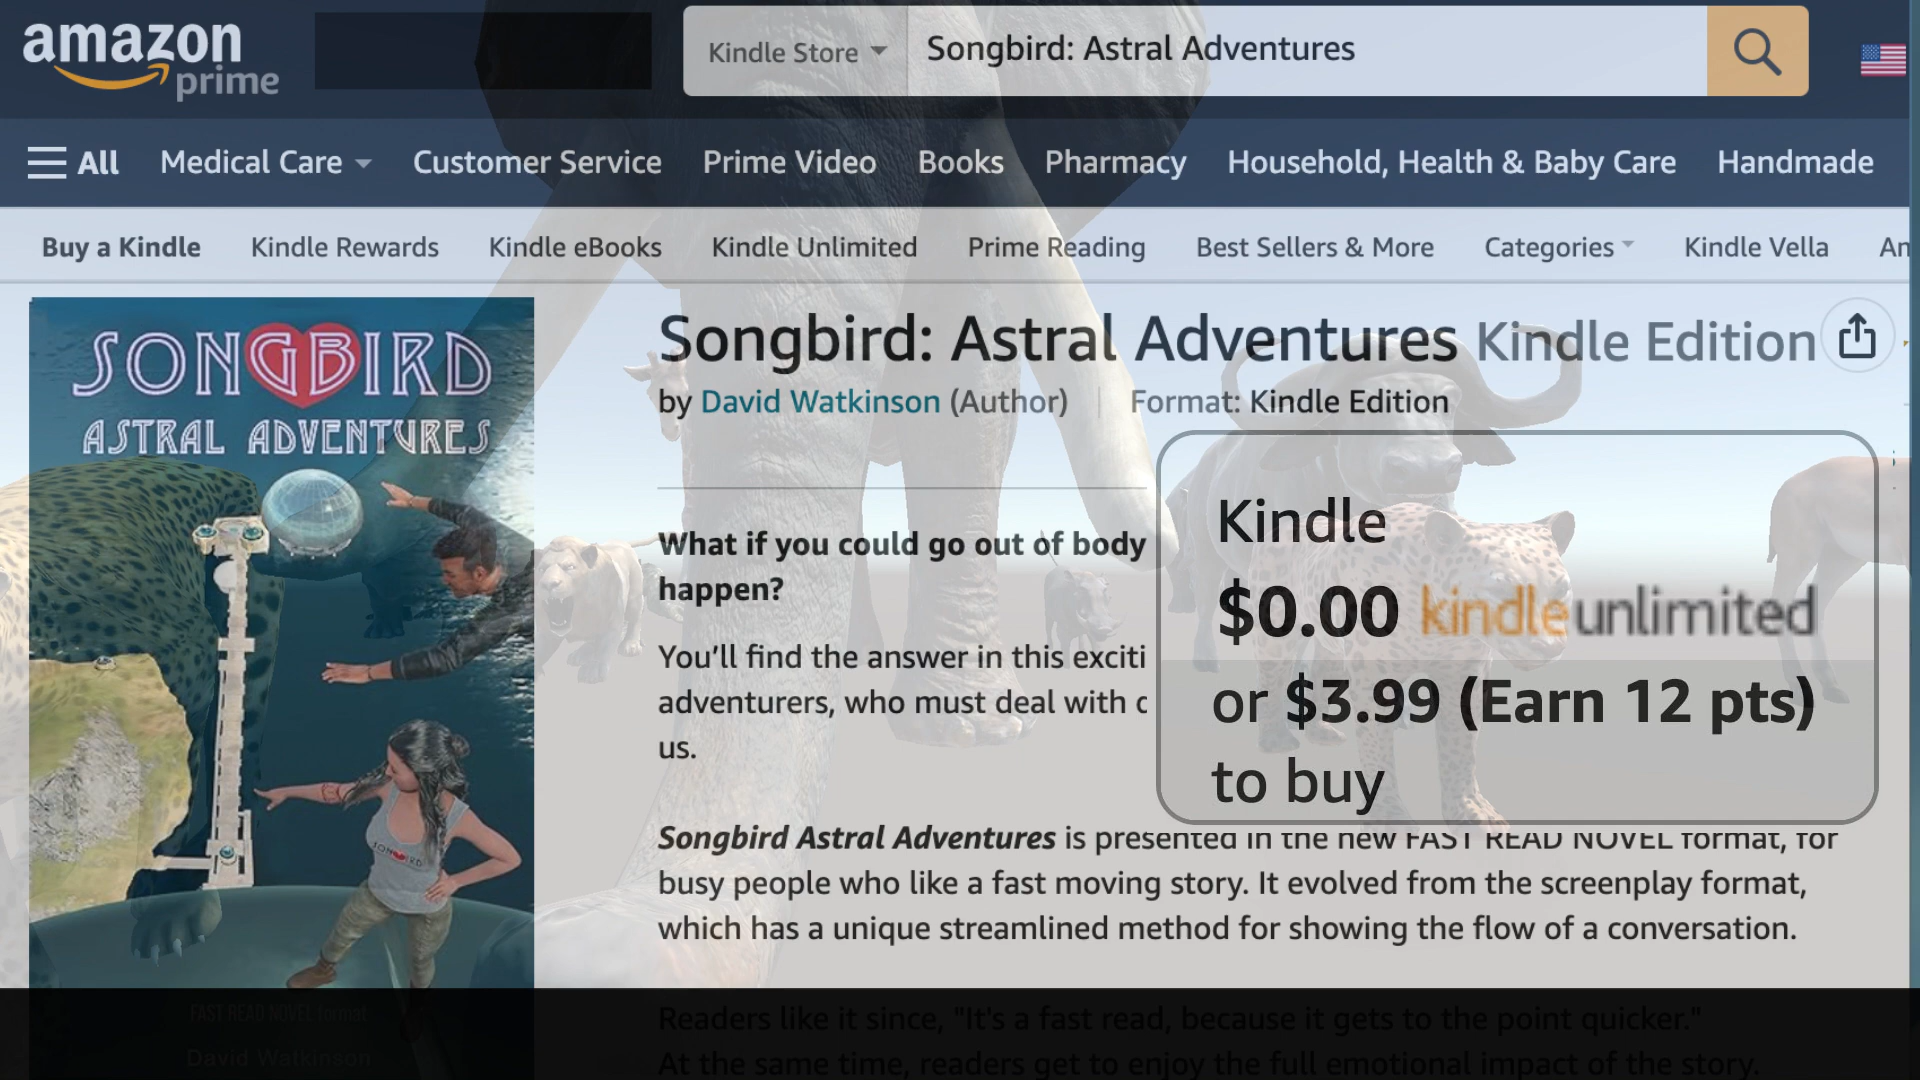 amazon
prime
Kindle Store
Songbird: Astral Adventures
All
Medical Care
Customer Service
Prime Video
Books
Pharmacy
Household, Health & Baby Care
Handmade
Buy a Kindle
Kindle Rewards
Kindle eBooks
Kindle Unlimited
Prime Reading
Best Sellers & More
Categories
Kindle Vella
SONGBIRD
ASTRAL ADVENTURES
SONGBIRD
FAST READ NOVEL format
David Watkinson
Songbird: Astral Adventures Kindle Edition
by David Watkinson (Author)
Format: Kindle Edition
What if you could go out of body
happen?
You’ll find the answer in this exciti
adventurers, who must deal with
us.
Kindle
$0.00 kindleunlimited
or $3.99 (Earn 12 pts)
to buy
Songbird Astral Adventures is presented in the new FAST READ NOVEL format, for
busy people who like a fast moving story. It evolved from the screenplay format,
which has a unique streamlined method for showing the flow of a conversation.
Readers like it since, "It's a fast read, because it gets to the point quicker."
At the same time, readers get to enjoy the full emotional impact of the story.